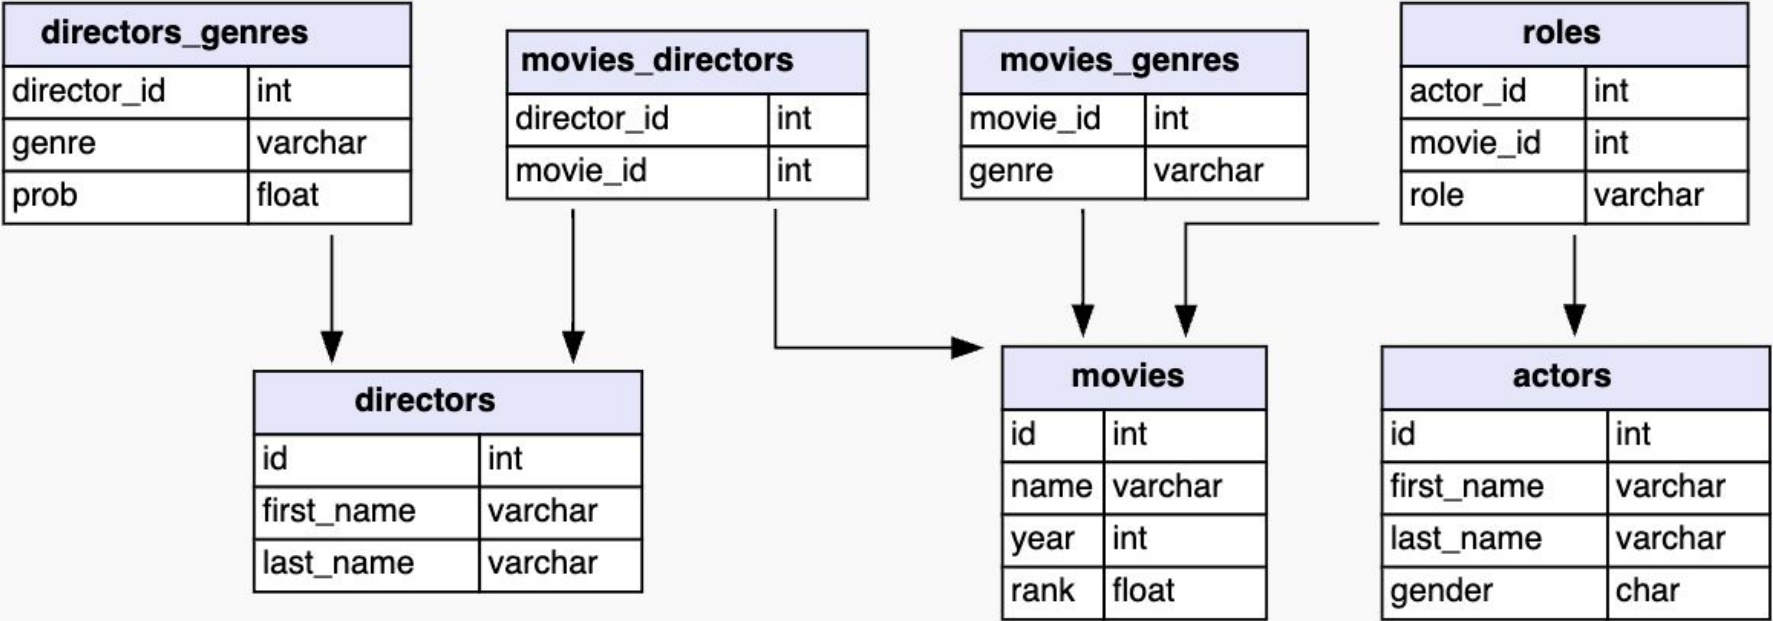 directors_genres
director_id int
genre varchar
prob float
movies_directors
director_id int
movie_id int
movies_genres
movie_id int
genre varchar
roles
actor_id int
movie_id int
role varchar
directors
id int
first_name varchar
last_name varchar
movies
id int
name varchar
year int
rank float
actors
id int
first_name varchar
last_name varchar
gender char